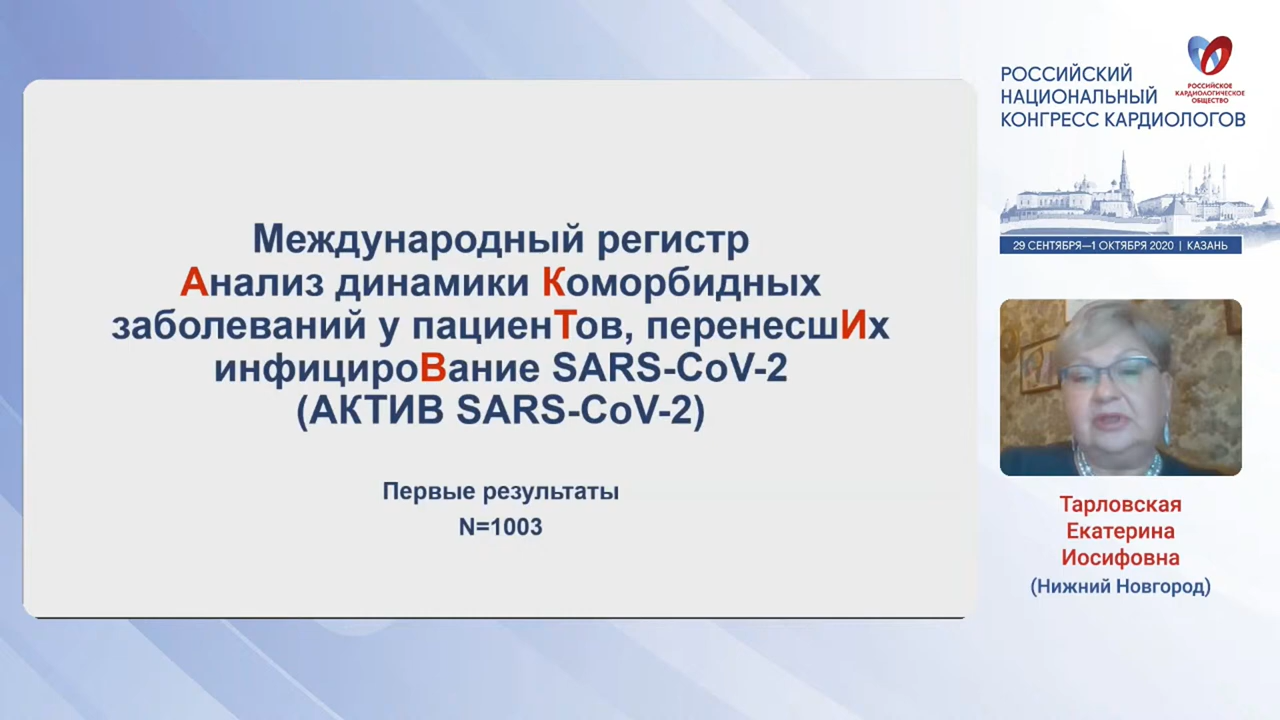 Международный регистр
Анализ динамики Коморбидных
заболеваний у пациенТов, перенесшИх
инфицироВание SARS-CoV-2
(АКТИВ SARS-CoV-2)
Первые результаты
N=1003
РОССИЙСКИЙ
НАЦИОНАЛЬНЫЙ
КОНГРЕСС КАРДИОЛОГОВ
РОССИЙСКОЕ
КАРДИОЛОГИЧЕСКОЕ
ОБЩЕСТВО
29 СЕНТЯБРЯ—1 ОКТЯБРЯ 2020 | КАЗАНЬ
Тарловская
Екатерина
Иосифовна
(Нижний Новгород)